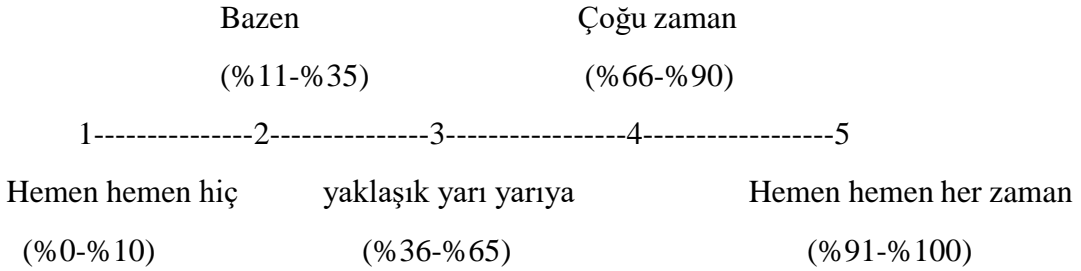 Bazen Çoğu zaman
(%11-%35) (%66-%90)
1---------------2---------------3-----------------4------------------5
Hemen hemen hiç yaklaşık yarı yarıya Hemen hemen her zaman
(%0-%10) (%36-%65) (%91-%100)